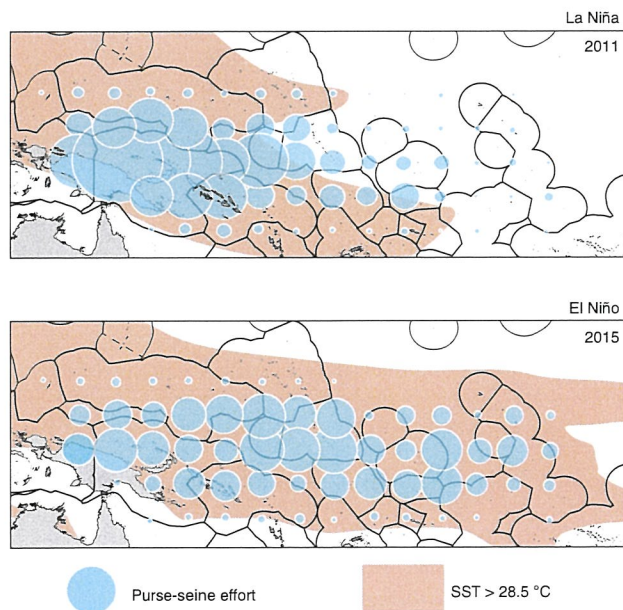 La Niña
2011
El Niño
2015
Purse-seine effort
SST > 28.5 °C